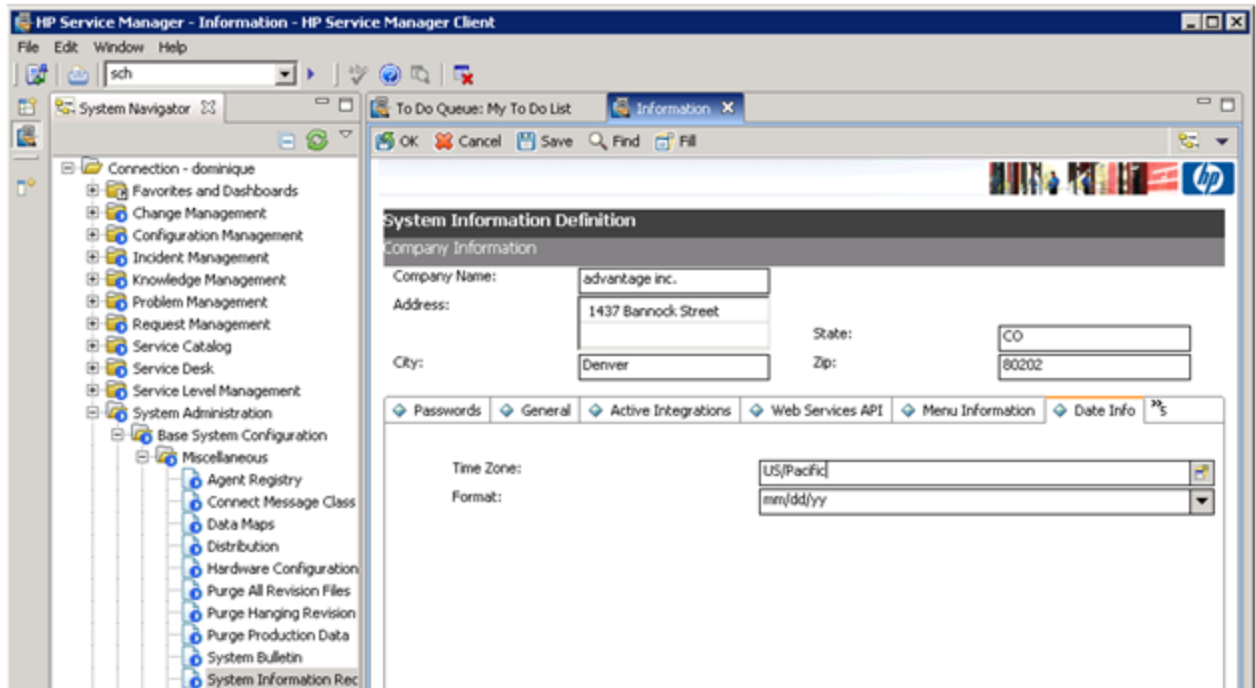 HP Service Manager - Information - HP Service Manager Client
File Edit Window Help
sch
System Navigator
To Do Queue: My To Do List
Information
OK Cancel Save Find Fill
Connection - dominique
Favorites and Dashboards
Change Management
Configuration Management
Incident Management
Knowledge Management
Problem Management
Request Management
Service Catalog
Service Desk
Service Level Management
System Administration
Base System Configuration
Miscellaneous
Agent Registry
Connect Message Class
Data Maps
Distribution
Hardware Configuration
Purge All Revision Files
Purge Hanging Revision
Purge Production Data
System Bulletin
System Information Rec
hp
System Information Definition
Company Information
Company Name: advantage inc.
Address: 1437 Bannock Street
State: CO
City: Denver
Zip: 80202
Passwords General Active Integrations Web Services API Menu Information Date Info »5
Time Zone: US/Pacific
Format: mm/dd/yy